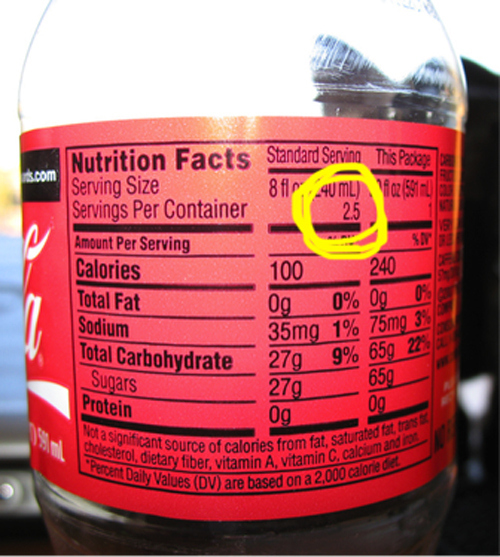 rds.com
Nutrition Facts Standard Serving This Package
Serving Size 8 fl oz (240 mL) fl oz (591 mL)
Servings Per Container 2.5 1
Amount Per Serving % DV*
Calories 100 240
Total Fat 0g 0% 0g 0%
Sodium 35mg 1% 75mg 3%
Total Carbohydrate 27g 9% 65g 22%
Sugars 27g 65g
Protein 0g 0g
Not a significant source of calories from fat, saturated fat, trans fat,
cholesterol, dietary fiber, vitamin A, vitamin C, calcium and iron.
*Percent Daily Values (DV) are based on a 2,000 calorie diet.
a
591 mL